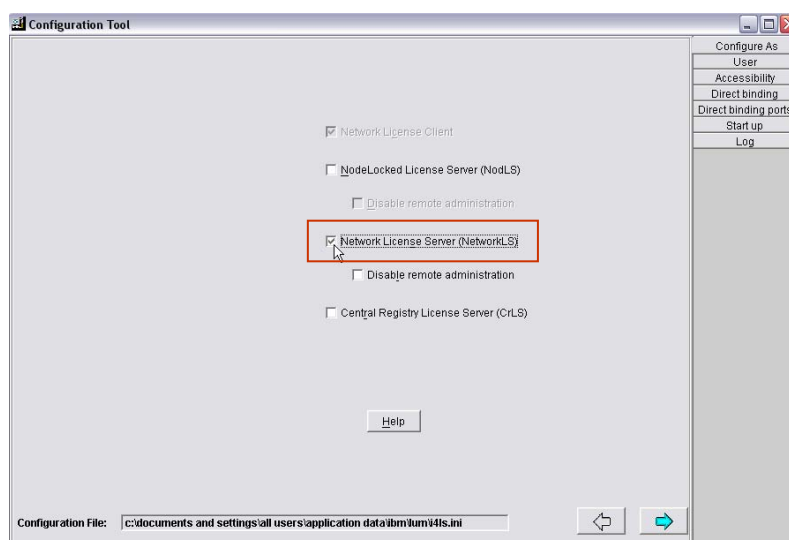 Configuration Tool
Configure As
User
Accessibility
Direct binding
Direct binding ports
Start up
Log
Network License Client
NodeLocked License Server (NodLS)
Disable remote administration
Network License Server (NetworkLS)
Disable remote administration
Central Registry License Server (CrLS)
Help
Configuration File: c:\documents and settings\all users\application data\ibm\lum\i4ls.ini